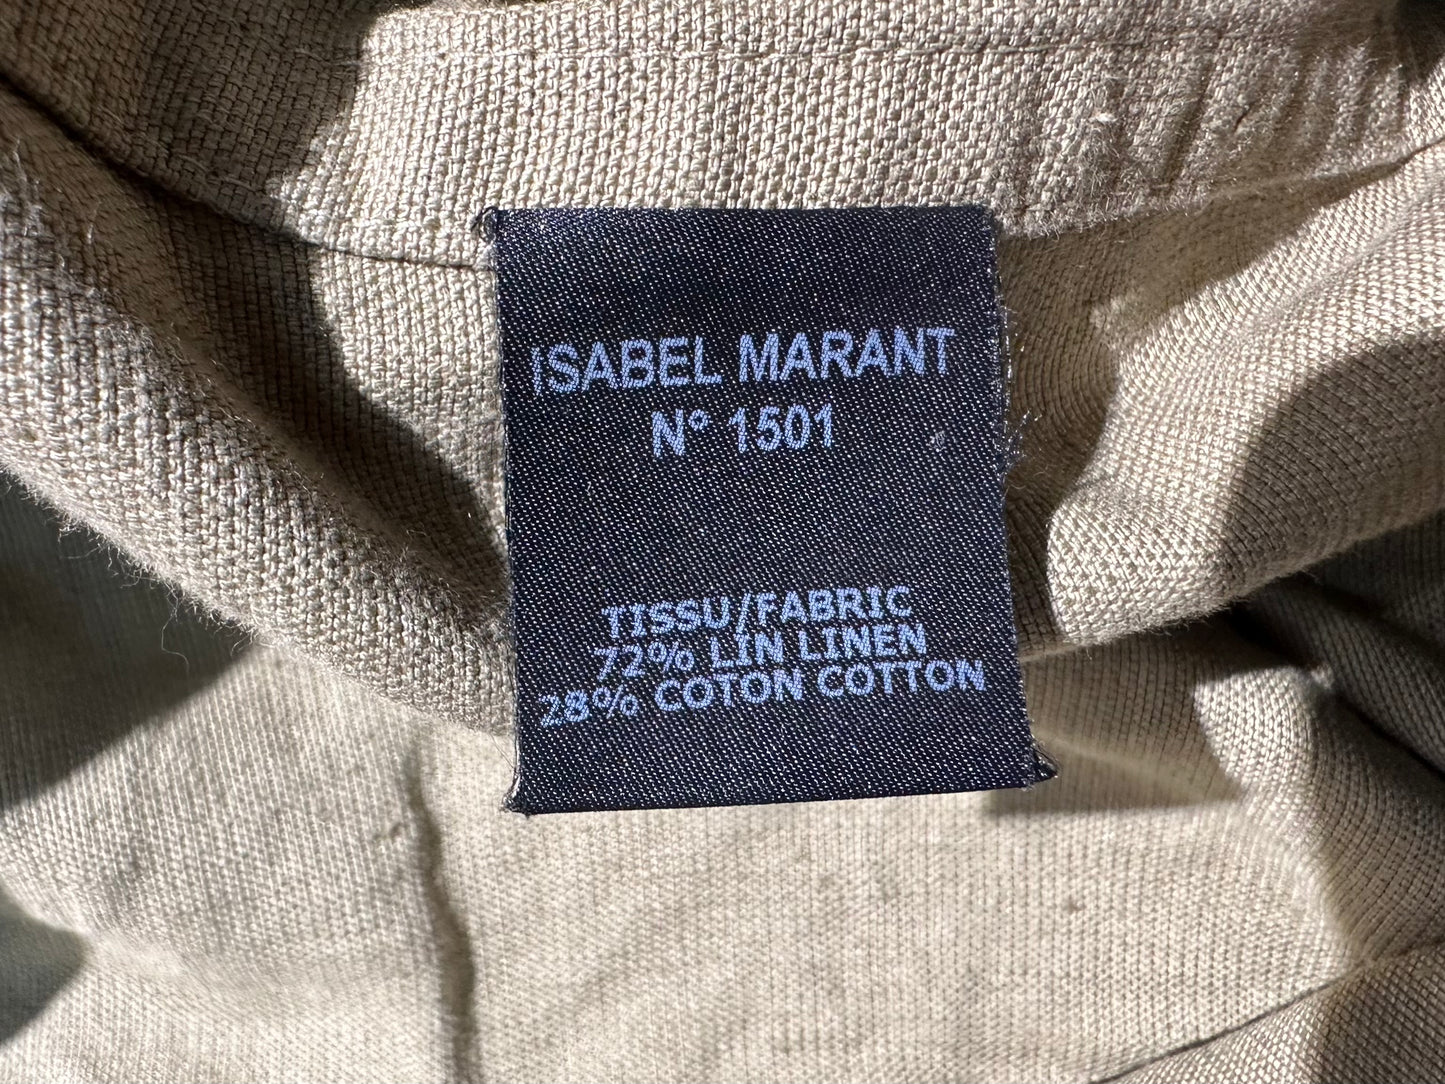 ISABEL MARANT
N° 1501
TISSU/FABRIC
72% LIN LINEN
28% COTON COTTON